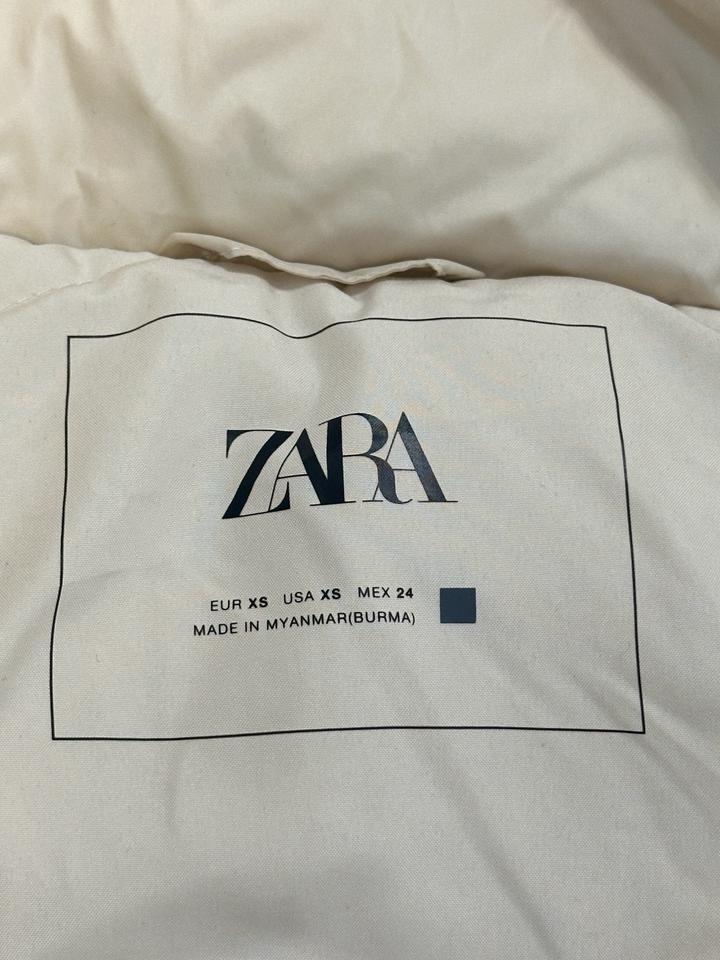 ZARA
EUR XS USA XS MEX 24
MADE IN MYANMAR(BURMA)